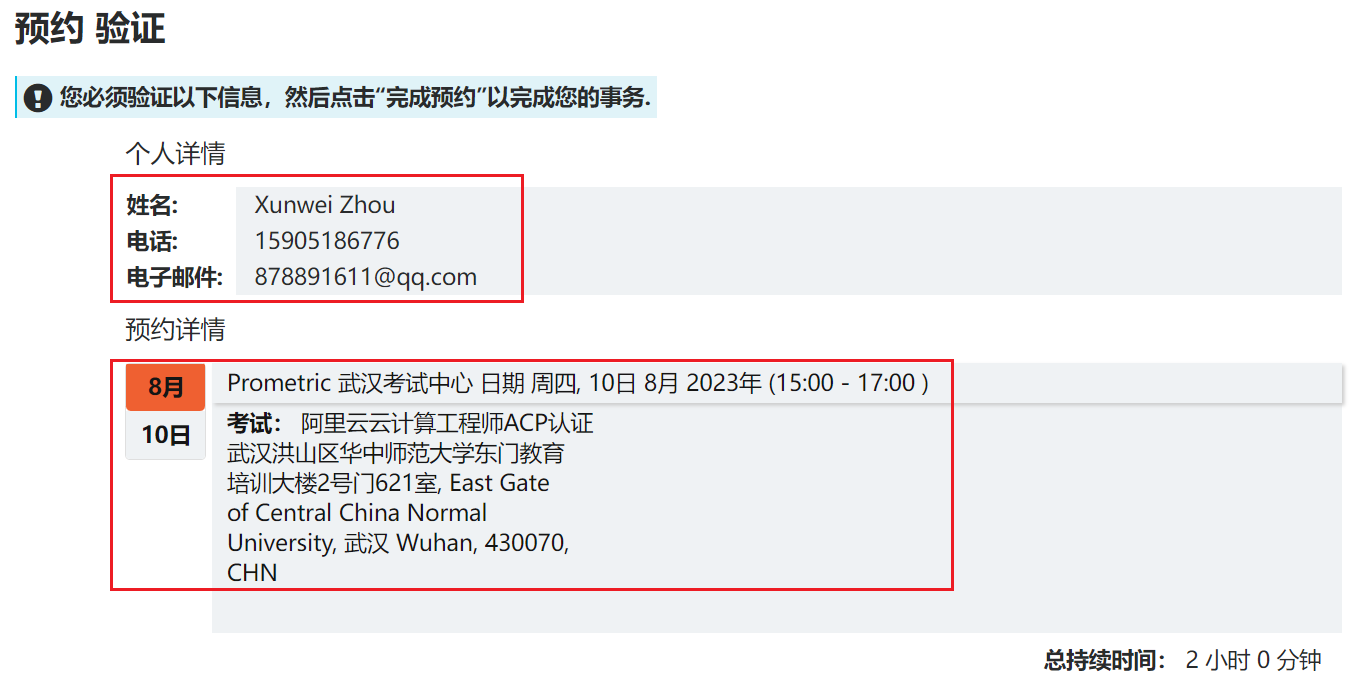 预约 验证
您必须验证以下信息，然后点击“完成预约”以完成您的事务.
个人详情
姓名: Xunwei Zhou
电话: 15905186776
电子邮件: 878891611@qq.com
预约详情
8月
10日
Prometric 武汉考试中心 日期 周四, 10日 8月 2023年 (15:00 - 17:00 )
考试： 阿里云云计算工程师ACP认证
武汉洪山区华中师范大学东门教育
培训大楼2号门621室, East Gate
of Central China Normal
University, 武汉 Wuhan, 430070,
CHN
总持续时间： 2 小时 0 分钟